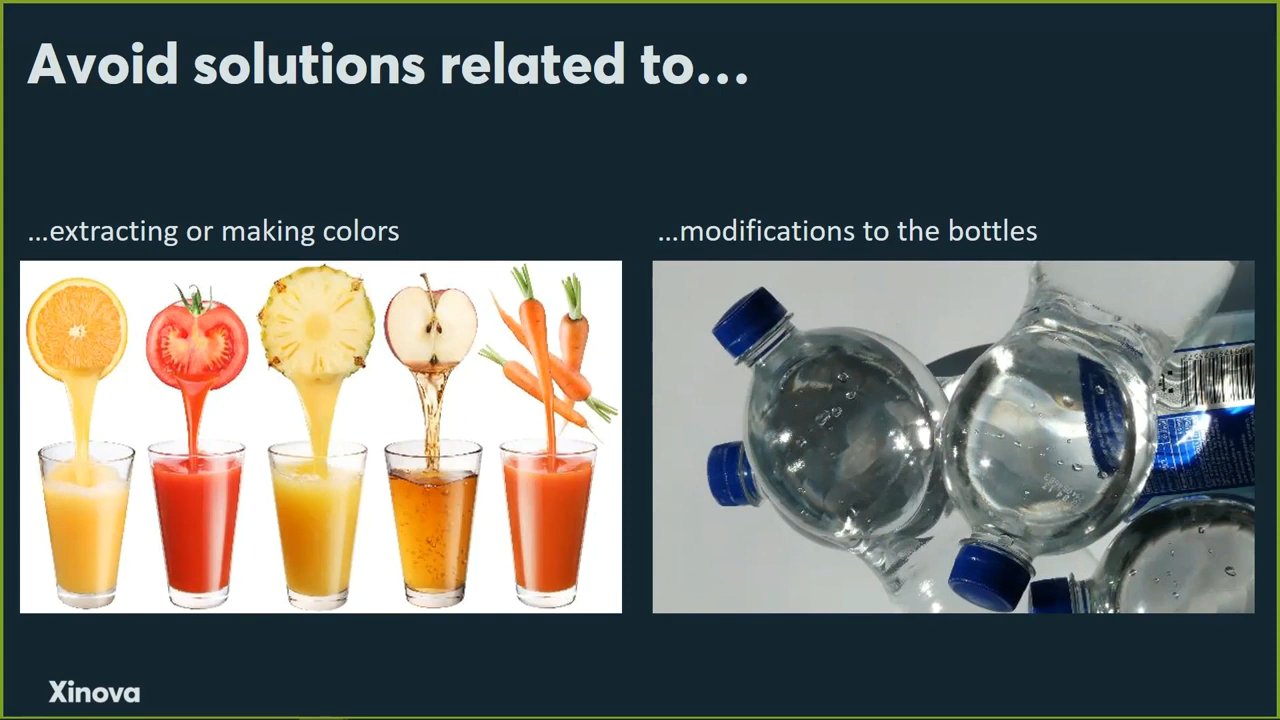 Avoid solutions related to...
...extracting or making colors
...modifications to the bottles
Xinova